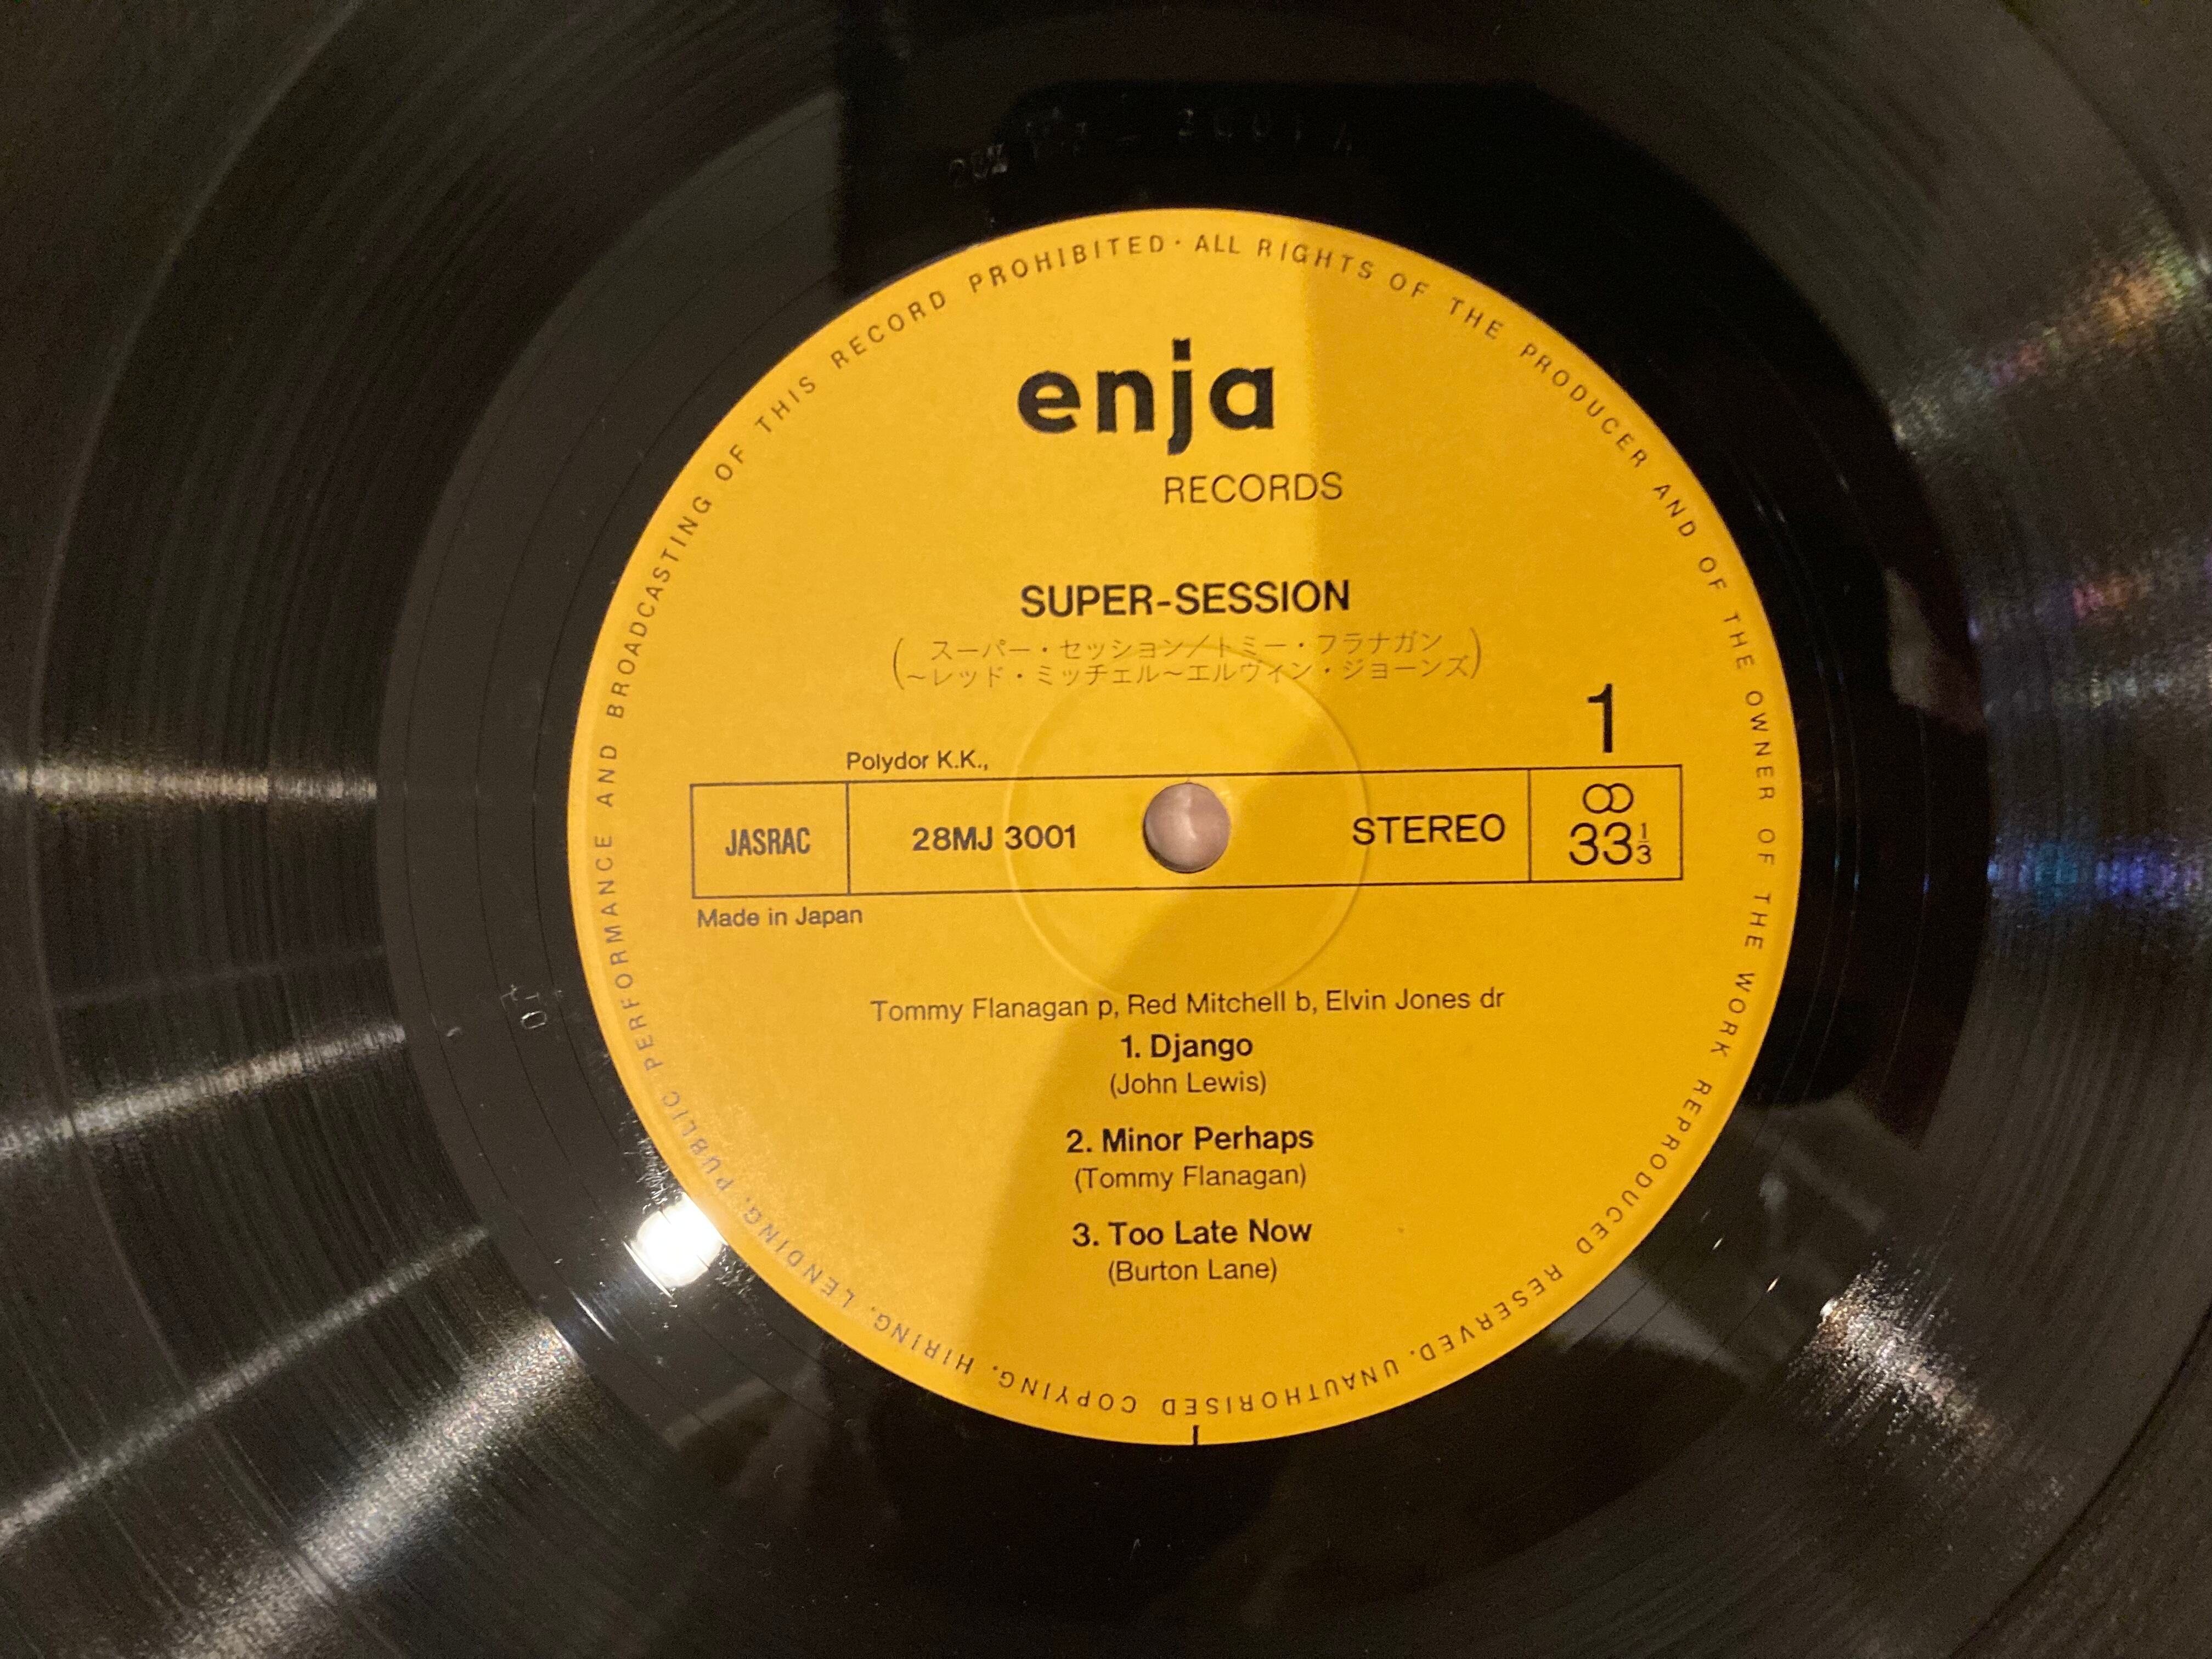 enja
RECORDS
SUPER-SESSION
(スーパー・セッション/トミー・フラナガン
~レッド・ミッチェル~エルヴィン・ジョーンズ)
1
Polydor K.K.,
JASRAC
28MJ 3001
STEREO
33 1/3
Made in Japan
Tommy Flanagan p, Red Mitchell b, Elvin Jones dr
1. Django
(John Lewis)
2. Minor Perhaps
(Tommy Flanagan)
3. Too Late Now
(Burton Lane)
ALL RIGHTS OF THE PRODUCER AND OF THE OWNER OF THE WORK REPRODUCED RESERVED. UNAUTHORISED COPYING, HIRING, LENDING, PUBLIC PERFORMANCE AND BROADCASTING OF THIS RECORD PROHIBITED ·